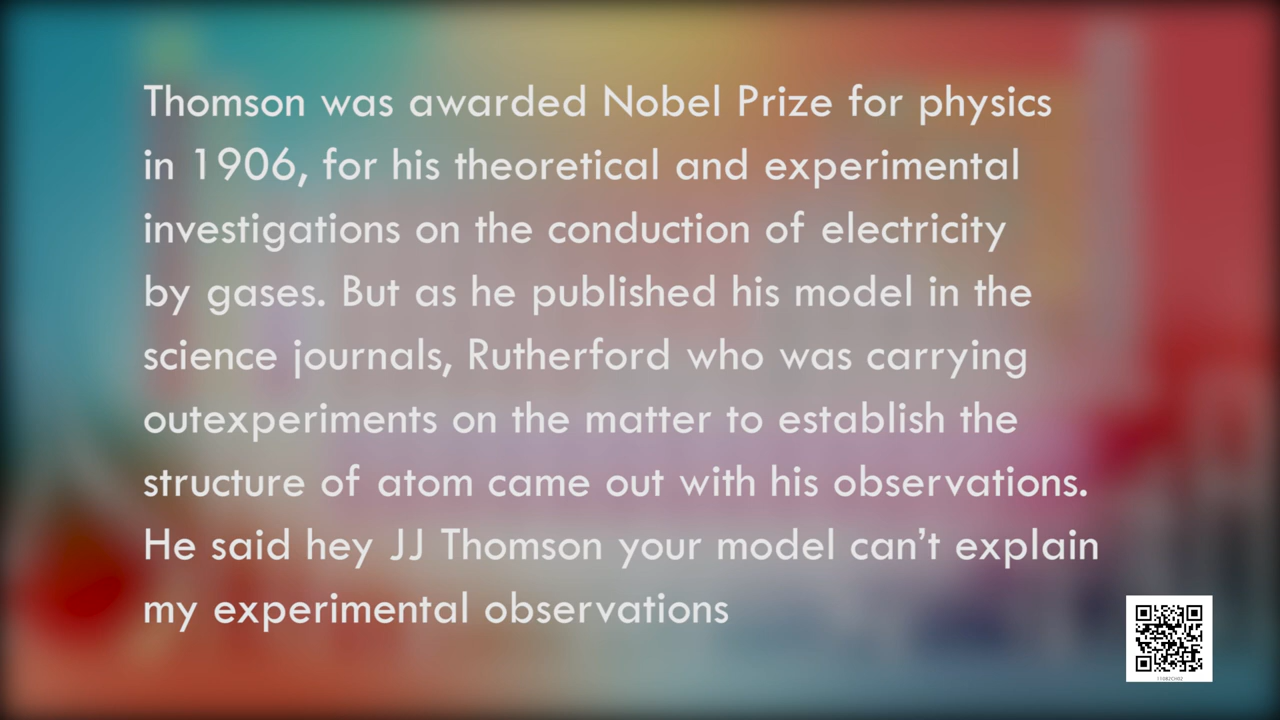 Thomson was awarded Nobel Prize for physics
in 1906, for his theoretical and experimental
investigations on the conduction of electricity
by gases. But as he published his model in the
science journals, Rutherford who was carrying
outexperiments on the matter to establish the
structure of atom came out with his observations.
He said hey JJ Thomson your model can't explain
my experimental observations